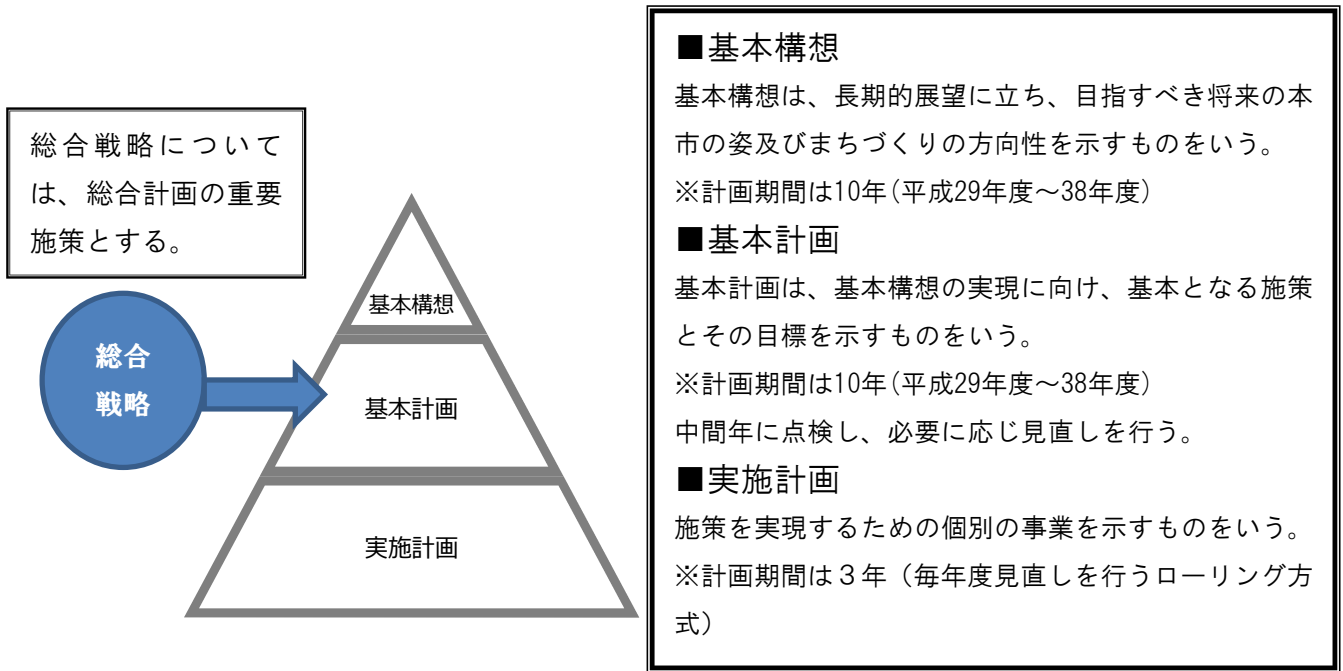 総合戦略について
は、総合計画の重要
施策とする。
総合
戦略
基本構想
基本計画
実施計画
■基本構想
基本構想は、長期的展望に立ち、目指すべき将来の本
市の姿及びまちづくりの方向性を示すものをいう。
※計画期間は10年(平成29年度～38年度)
■基本計画
基本計画は、基本構想の実現に向け、基本となる施策
とその目標を示すものをいう。
※計画期間は10年(平成29年度～38年度)
中間年に点検し、必要に応じ見直しを行う。
■実施計画
施策を実現するための個別の事業を示すものをいう。
※計画期間は３年（毎年度見直しを行うローリング方
式）